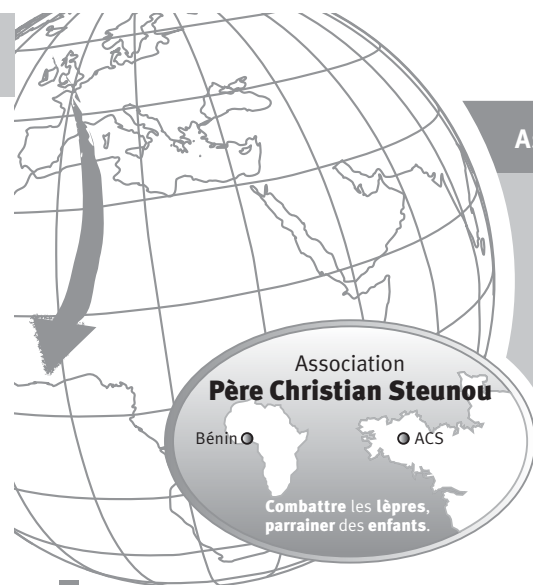 Association
Père Christian Steunou
Bénin
ACS
Combattre les lèpres,
parrainer des enfants.